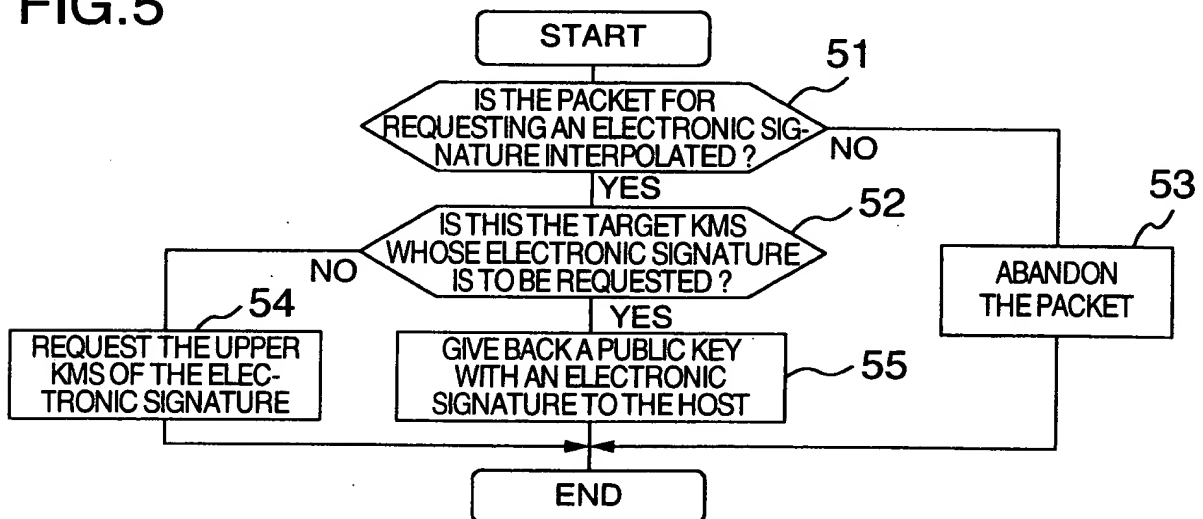 FIG.5
START
51
IS THE PACKET FOR
REQUESTING AN ELECTRONIC SIG-
NATURE INTERPOLATED ?
NO
YES
52
IS THIS THE TARGET KMS
WHOSE ELECTRONIC SIGNATURE
IS TO BE REQUESTED ?
NO
YES
53
ABANDON
THE PACKET
54
REQUEST THE UPPER
KMS OF THE ELEC-
TRONIC SIGNATURE
GIVE BACK A PUBLIC KEY
WITH AN ELECTRONIC
SIGNATURE TO THE HOST
55
END